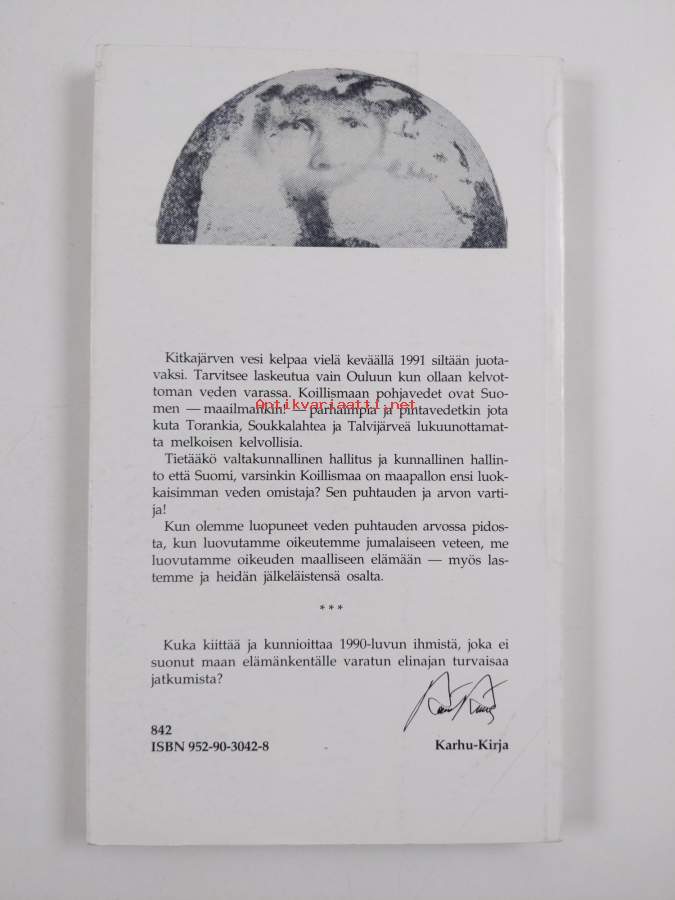 Kitkajärven vesi kelpaa vielä keväällä 1991 siltään juota-
vaksi. Tarvitsee laskeutua vain Ouluun kun ollaan kelvot-
toman veden varassa. Koillismaan pohjavedet ovat Suo-
men — maailmankin! — parhaimpia ja pintavedetkin jota
Antikvariaatti.net
kuta Torankia, Soukkalahtea ja Talvijärveä lukuunottamat-
ta melkoisen kelvollisia.
Tietääkö valtakunnallinen hallitus ja kunnallinen hallin-
to että Suomi, varsinkin Koillismaa on maapallon ensi luok-
kaisimman veden omistaja? Sen puhtauden ja arvon varti-
ja!
Kun olemme luopuneet veden puhtauden arvossa pidos-
ta, kun luovutamme oikeutemme jumalaiseen veteen, me
luovutamme oikeuden maalliseen elämään — myös las-
temme ja heidän jälkeläistensä osalta.
***
Kuka kiittää ja kunnioittaa 1990-luvun ihmistä, joka ei
suonut maan elämänkentälle varatun elinajan turvaisaa
jatkumista?
842
ISBN 952-90-3042-8
Karhu-Kirja